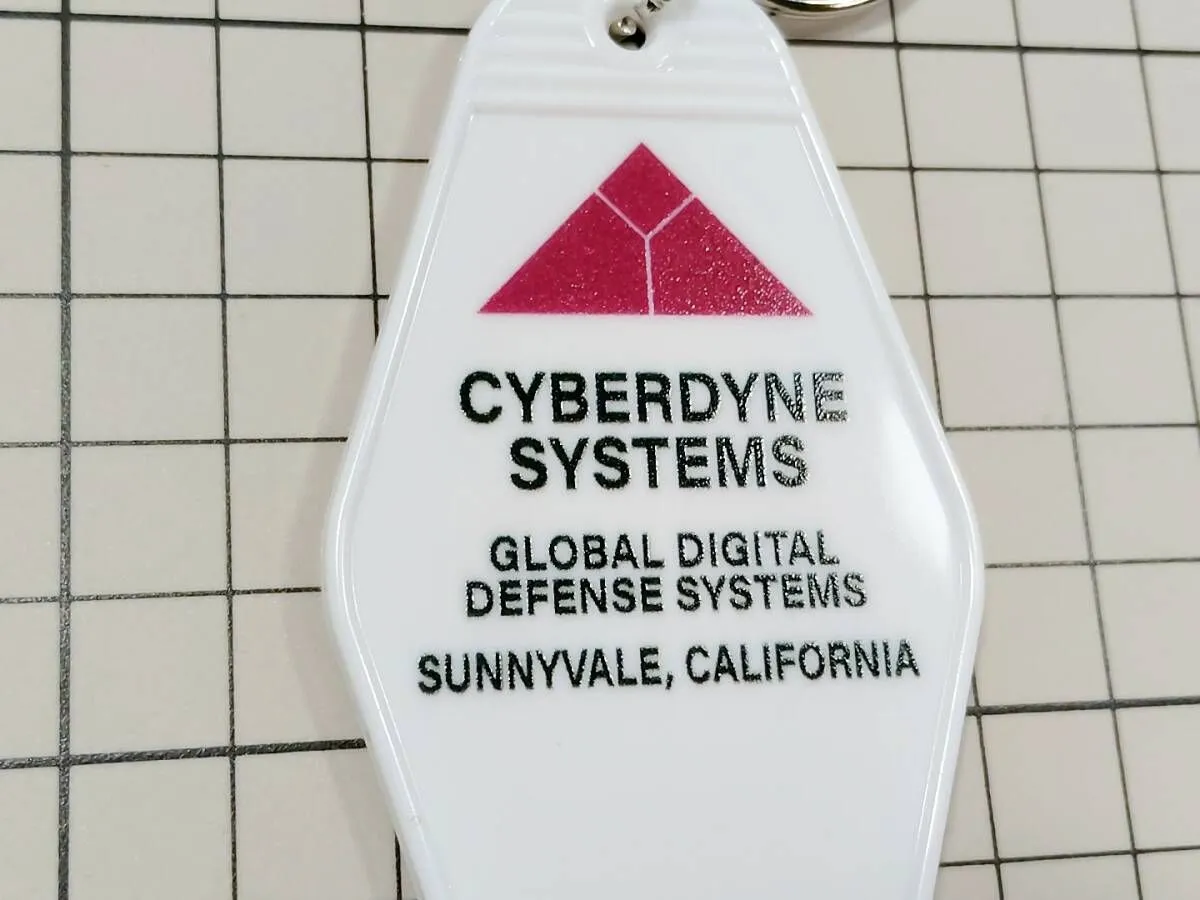 CYBERDYNE
SYSTEMS
GLOBAL DIGITAL
DEFENSE SYSTEMS
SUNNYVALE, CALIFORNIA